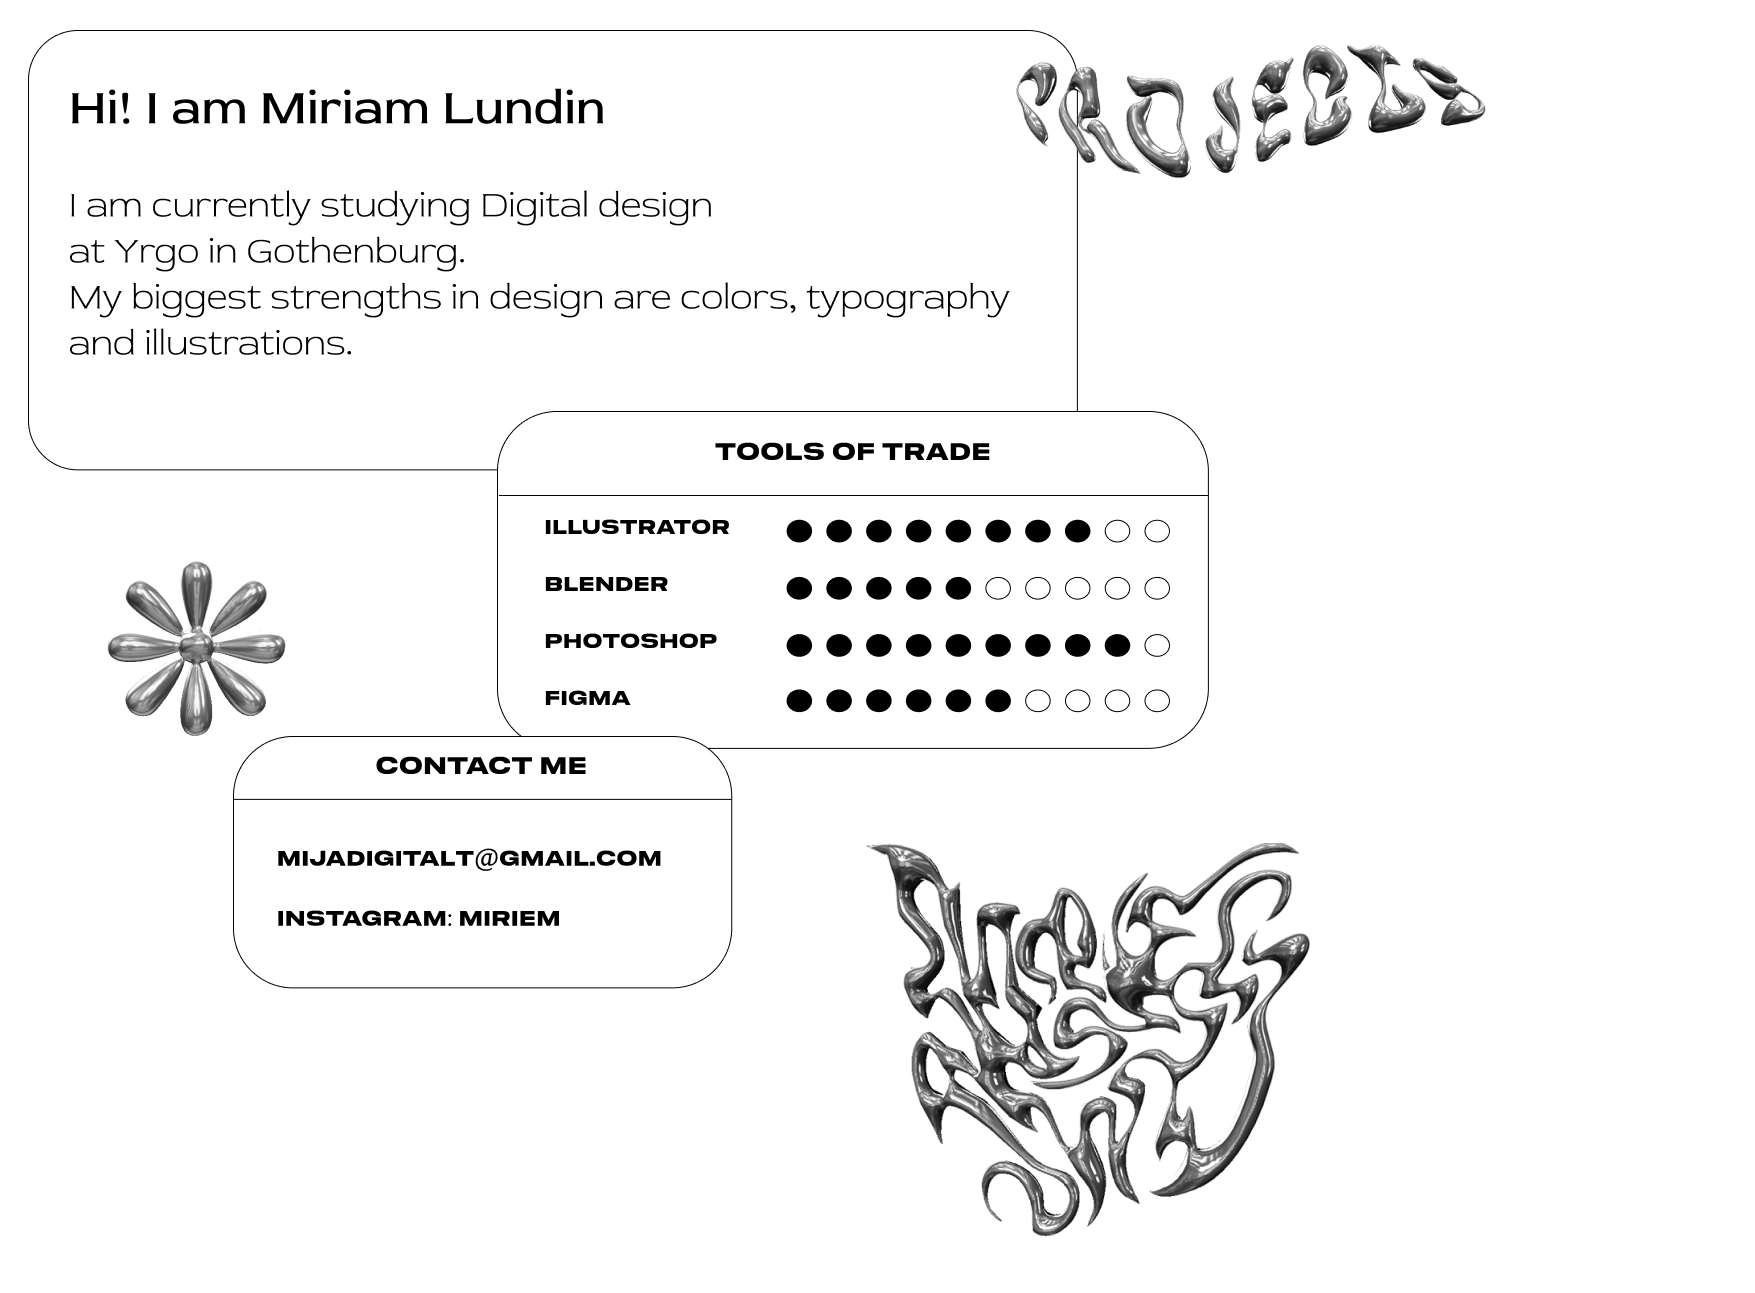 Hi! I am Miriam Lundin
PROJECTS
I am currently studying Digital design
at Yrgo in Gothenburg.
My biggest strengths in design are colors, typography
and illustrations.
TOOLS OF TRADE
ILLUSTRATOR
BLENDER
PHOTOSHOP
FIGMA
CONTACT ME
MIJADIGITALT@GMAIL.COM
INSTAGRAM: MIRIEM